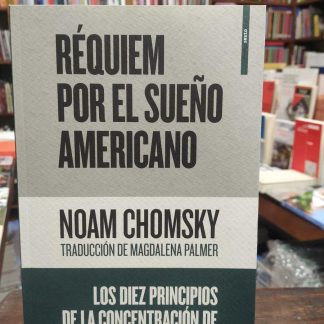 RÉQUIEM
POR EL SUEÑO
AMERICANO
NOAM CHOMSKY
TRADUCCIÓN DE MAGDALENA PALMER
LOS DIEZ PRINCIPIOS
DE LA CONCENTRACIÓN DE